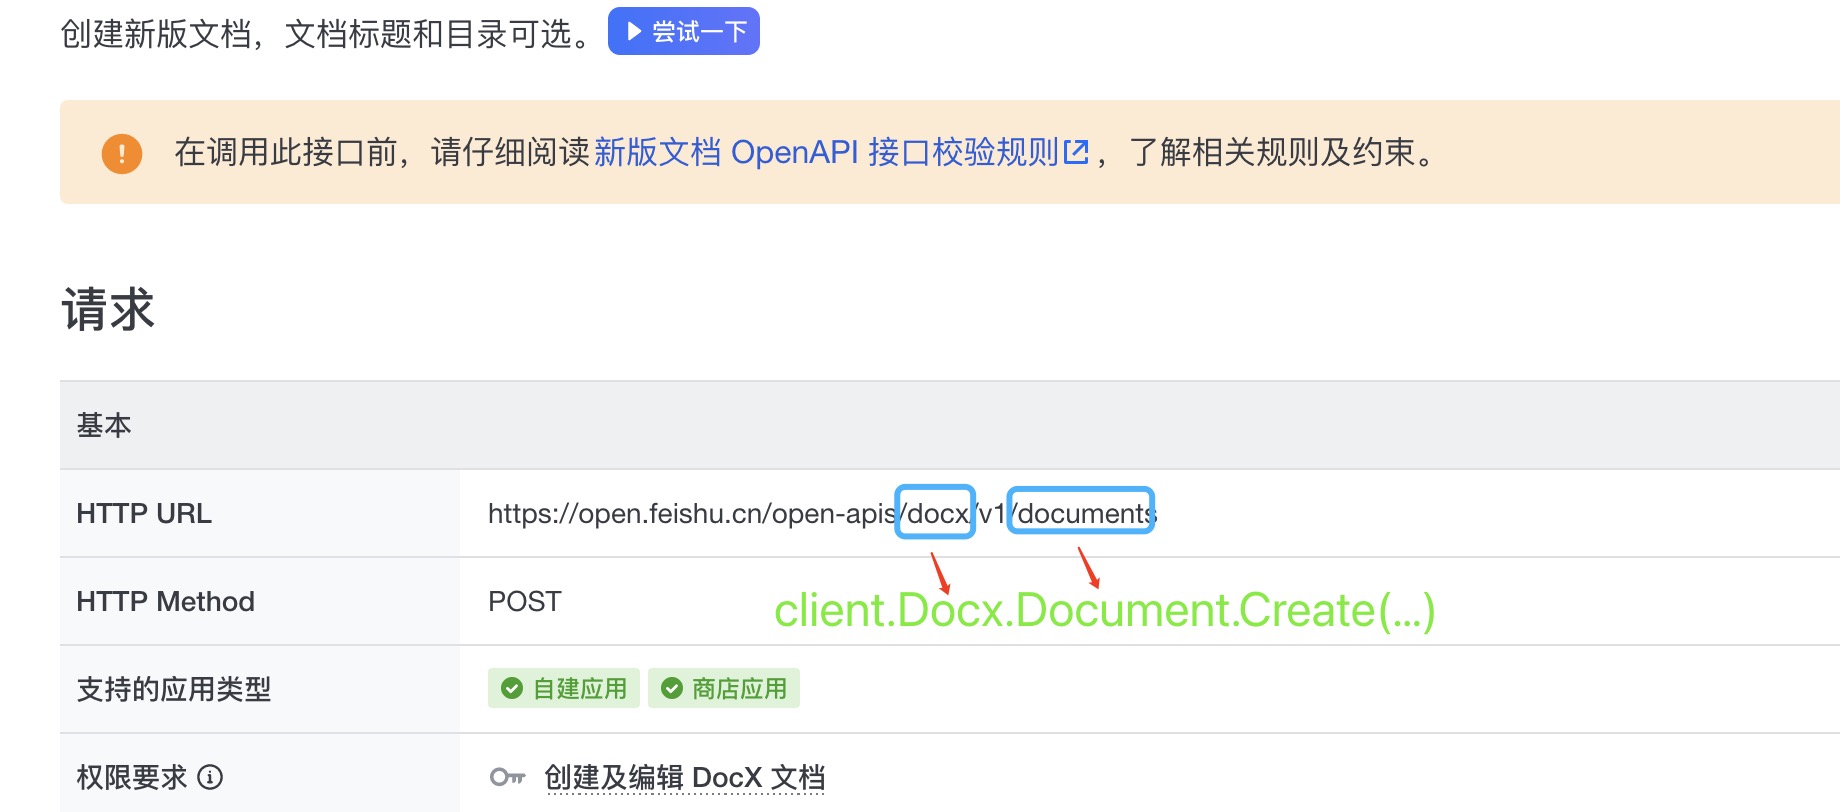 创建新版文档，文档标题和目录可选。 尝试一下
在调用此接口前，请仔细阅读新版文档 OpenAPI 接口校验规则，了解相关规则及约束。
请求
基本
HTTP URL https://open.feishu.cn/open-apis/docx/v1/documents
HTTP Method POST
client.Docx.Document.Create(...)
支持的应用类型 自建应用 商店应用
权限要求 创建及编辑 DocX 文档